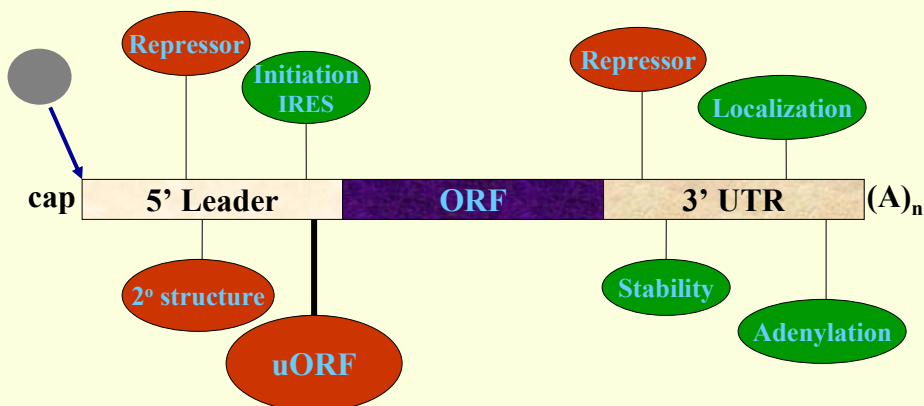 Repressor
Initiation
IRES
Repressor
Localization
cap
5’ Leader
ORF
3’ UTR
(A)n
2o structure
uORF
Stability
Adenylation